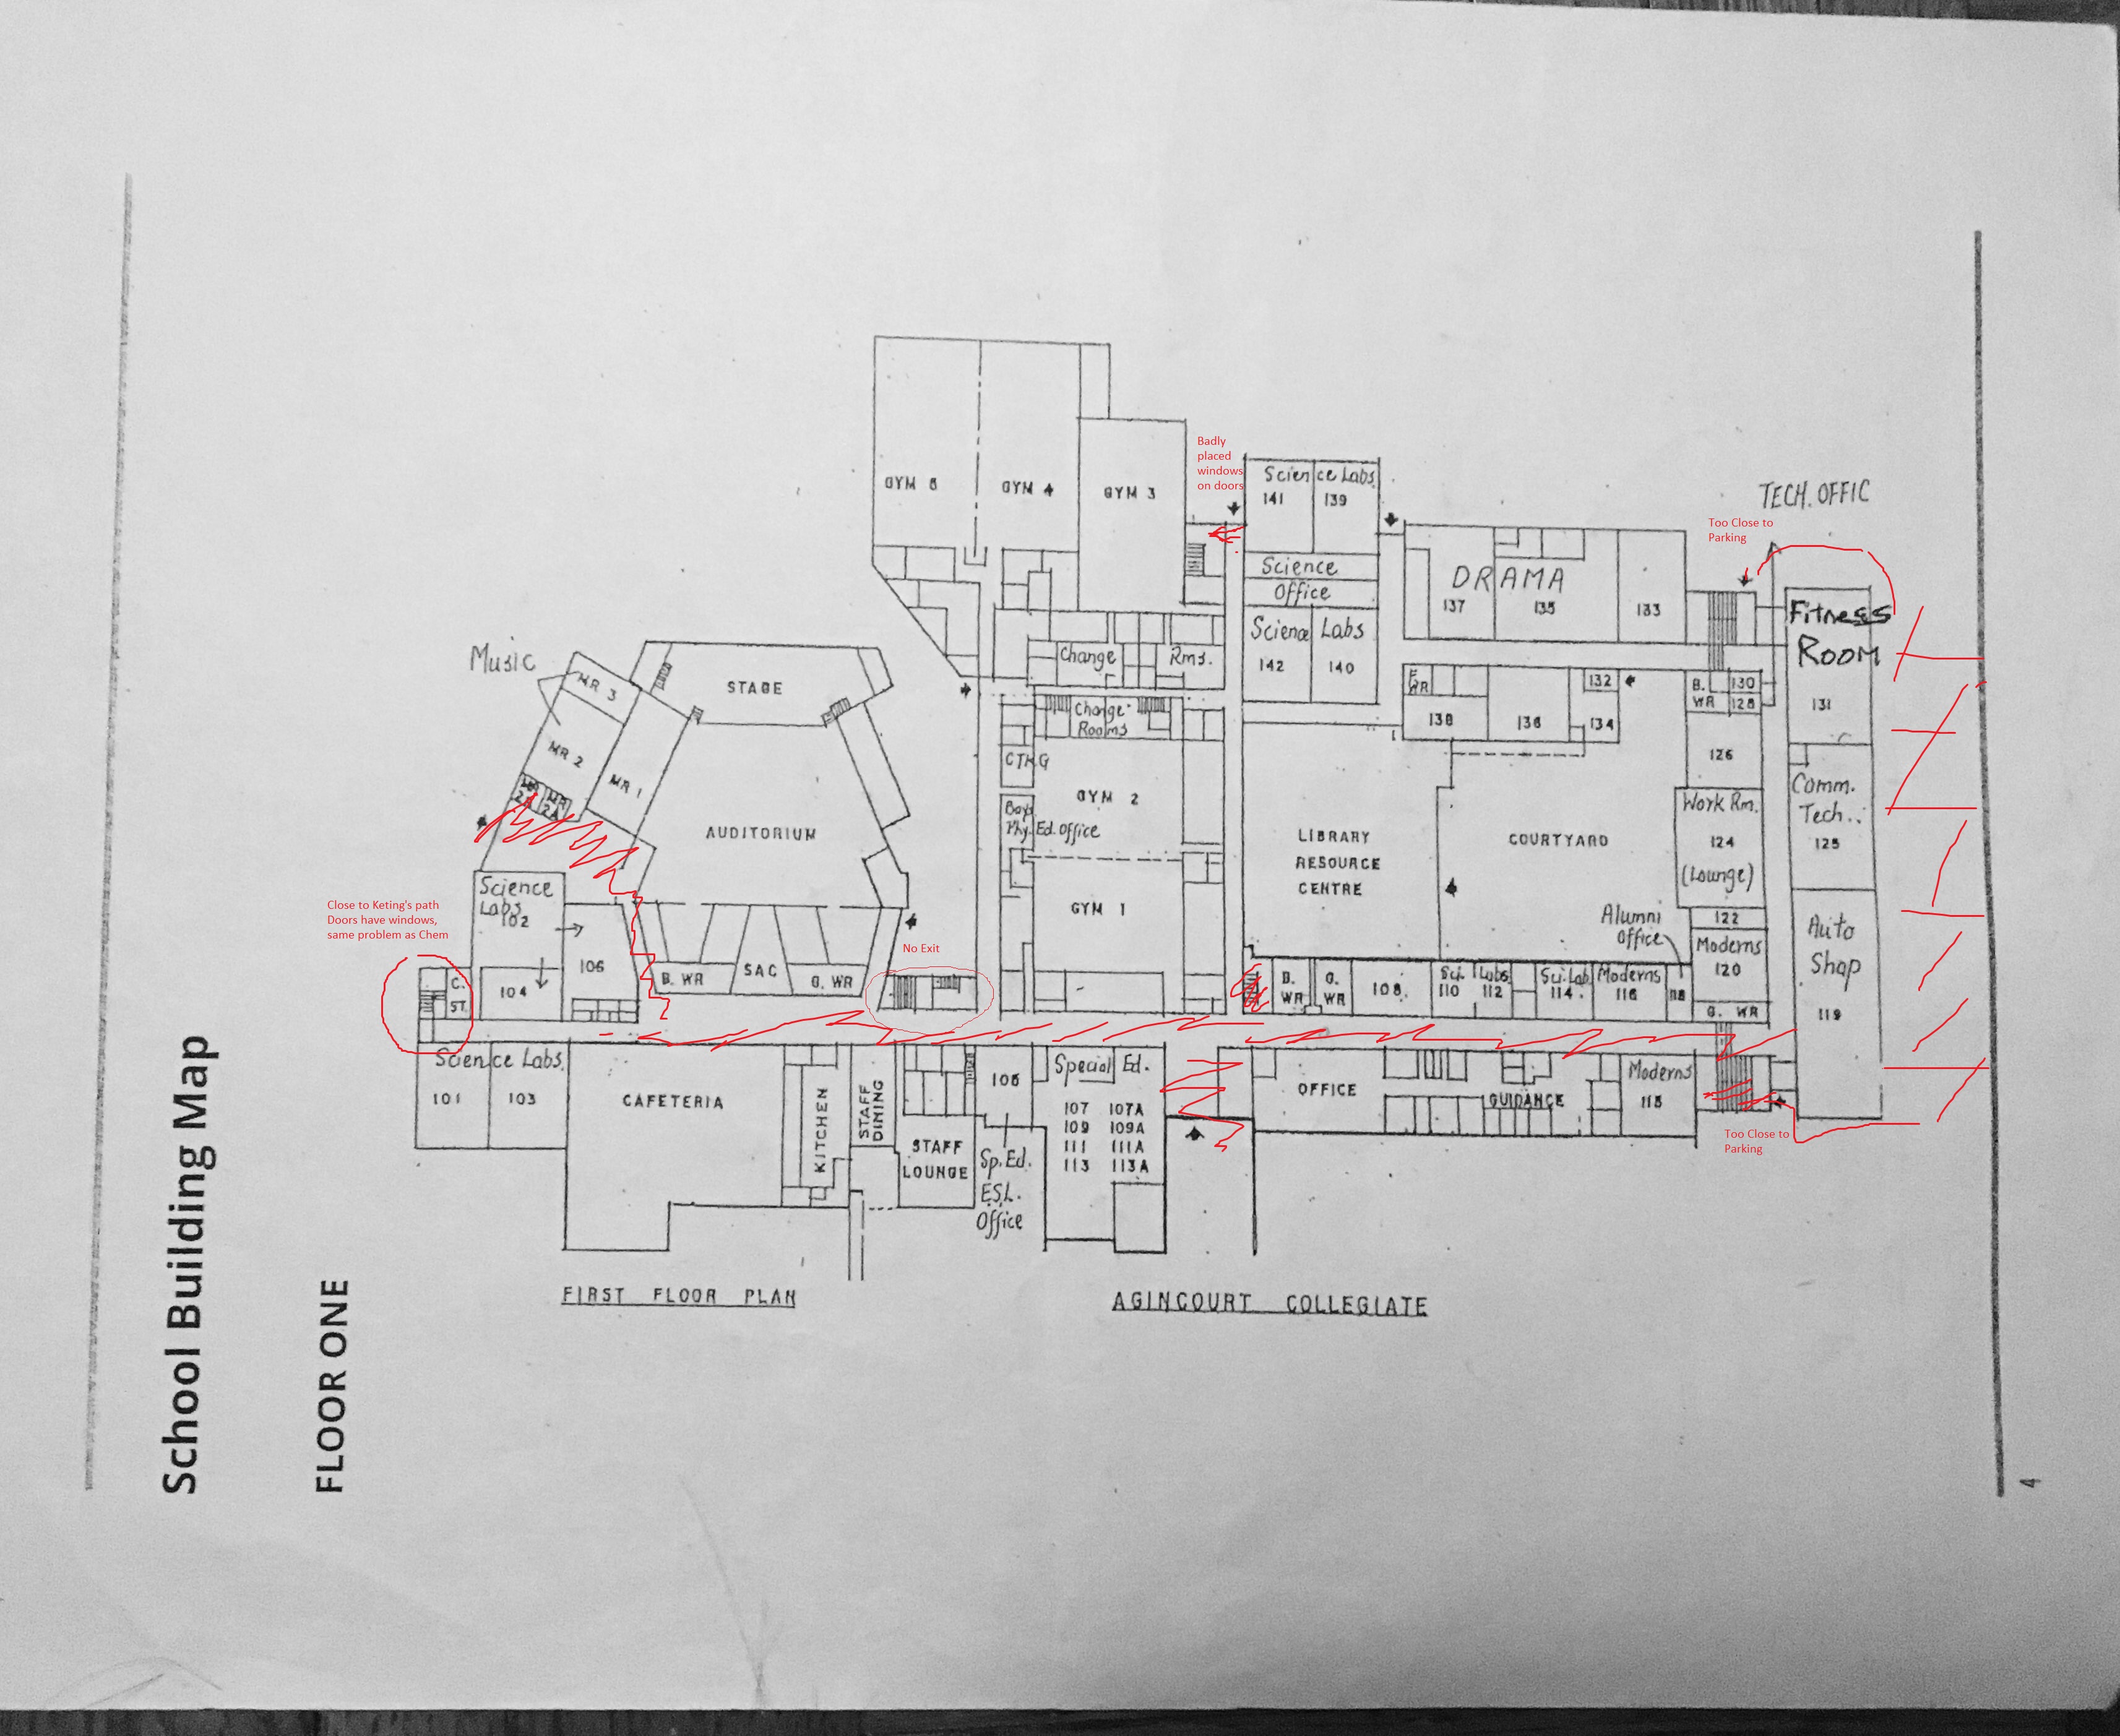 School Building Map
FLOOR ONE
GYM 5
GYM 4
GYM 3
Badly
placed
windows
on doors
Science Labs
141
139
Science
Office
Science Labs
142
140
TECH. OFFIC
Too Close to
Parking
DRAMA
137
135
133
Fitness
Room
131
Music
MR 3
MR 2
MR 1
MR
2A
STAGE
AUDITORIUM
Change Rms.
Change
Rooms
CTKG
GYM 2
Boys
Phy. Ed. Office
GYM 1
LIBRARY
RESOURCE
CENTRE
WR
138
136
132
134
B.
WR
130
128
126
COURTYARD
Work Rm.
124
(Lounge)
Comm.
Tech..
125
122
Alumni
Office
Moderns
120
G. WR
Auto
Shop
119
Close to Keting's path
Doors have windows,
same problem as Chem
Science
Labs
102
106
104
C.
ST.
B. WR
SAC
G. WR
No Exit
B.
WR
G.
WR
108
Sci. Labs
110
112
Sci. Lab
114
Moderns
116
118
Science Labs
101
103
CAFETERIA
KITCHEN
STAFF
DINING
STAFF
LOUNGE
105
Sp. Ed.
E.S.L.
Office
Special Ed.
107 107A
109 109A
111 111A
113 113A
OFFICE
GUIDANCE
Moderns
115
Too Close to
Parking
FIRST FLOOR PLAN
AGINCOURT COLLEGIATE
4